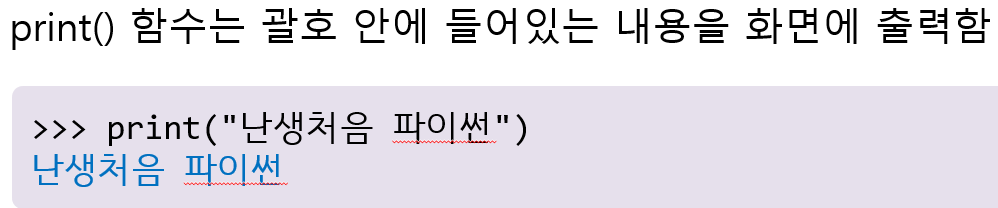 print() 함수는 괄호 안에 들어있는 내용을 화면에 출력함
>>> print("난생처음 파이썬")
난생처음 파이썬